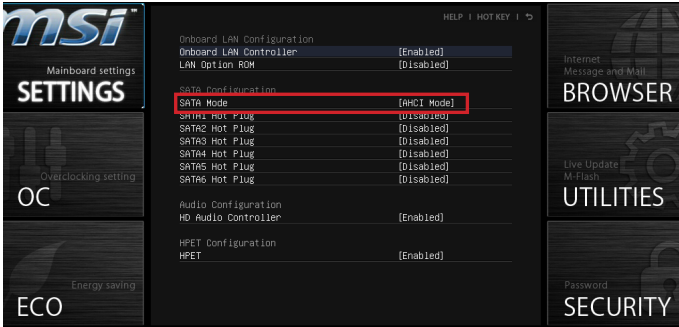 msi™
Mainboard settings
SETTINGS
Overclocking setting
OC
Energy saving
ECO
HELP | HOT KEY |
Onboard LAN Configuration
Onboard LAN Controller [Enabled]
LAN Option ROM [Disabled]
SATA Configuration
SATA Mode [AHCI Mode]
SATA1 Hot Plug [Disabled]
SATA2 Hot Plug [Disabled]
SATA3 Hot Plug [Disabled]
SATA4 Hot Plug [Disabled]
SATA5 Hot Plug [Disabled]
SATA6 Hot Plug [Disabled]
Audio Configuration
HD Audio Controller [Enabled]
HPET Configuration
HPET [Enabled]
Internet
Message and Mail
BROWSER
Live Update
M-Flash
UTILITIES
Password
SECURITY